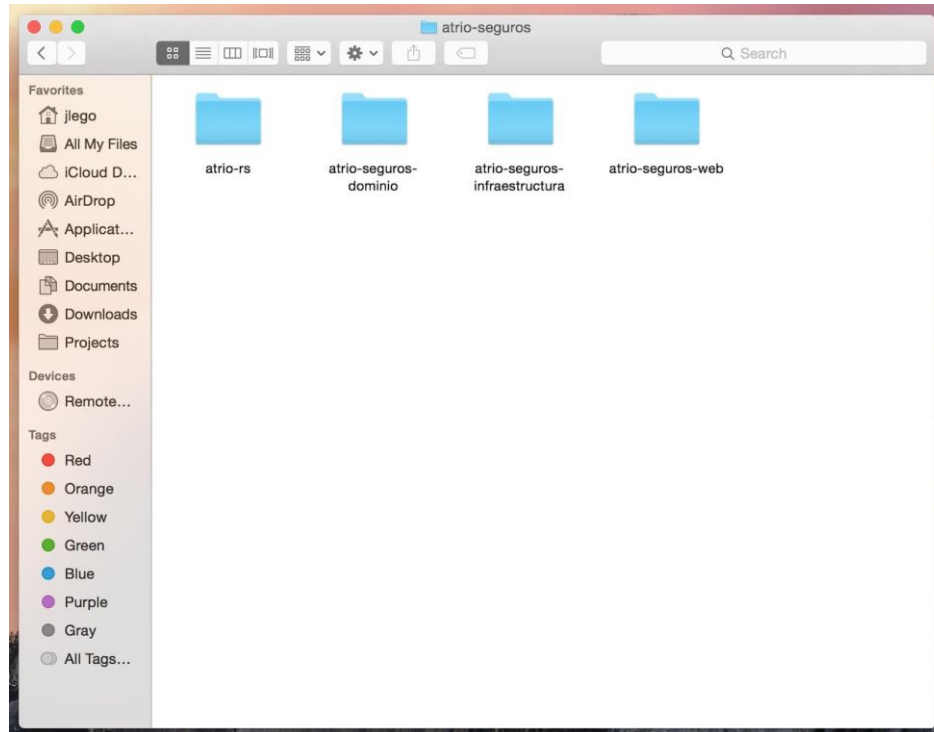 atrio-seguros
Search
Favorites
jlego
All My Files
iCloud D...
AirDrop
Applicat...
Desktop
Documents
Downloads
Projects
Devices
Remote...
Tags
Red
Orange
Yellow
Green
Blue
Purple
Gray
All Tags...
atrio-rs
atrio-seguros-
dominio
atrio-seguros-
infraestructura
atrio-seguros-web